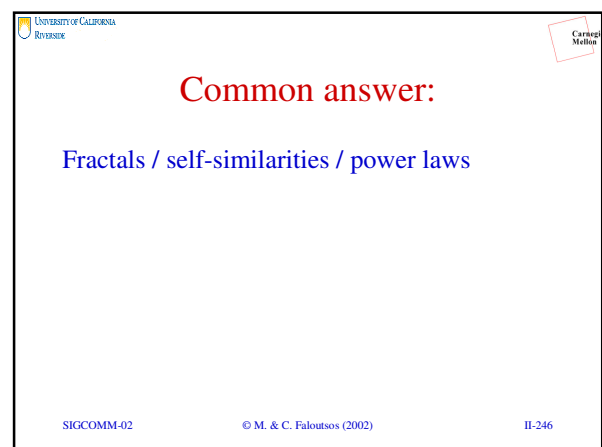 UNIVERSITY OF CALIFORNIA
RIVERSIDE
Carnegi
Mellon
Common answer:
Fractals / self-similarities / power laws
SIGCOMM-02 © M. & C. Faloutsos (2002) II-246